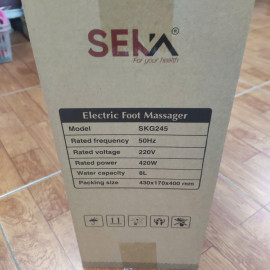 SEKA®
For your health
Electric Foot Massager
Model SKG245
Rated frequency 50Hz
Rated voltage 220V
Rated power 420W
Water capacity 8L
Packing size 430x170x400 mm